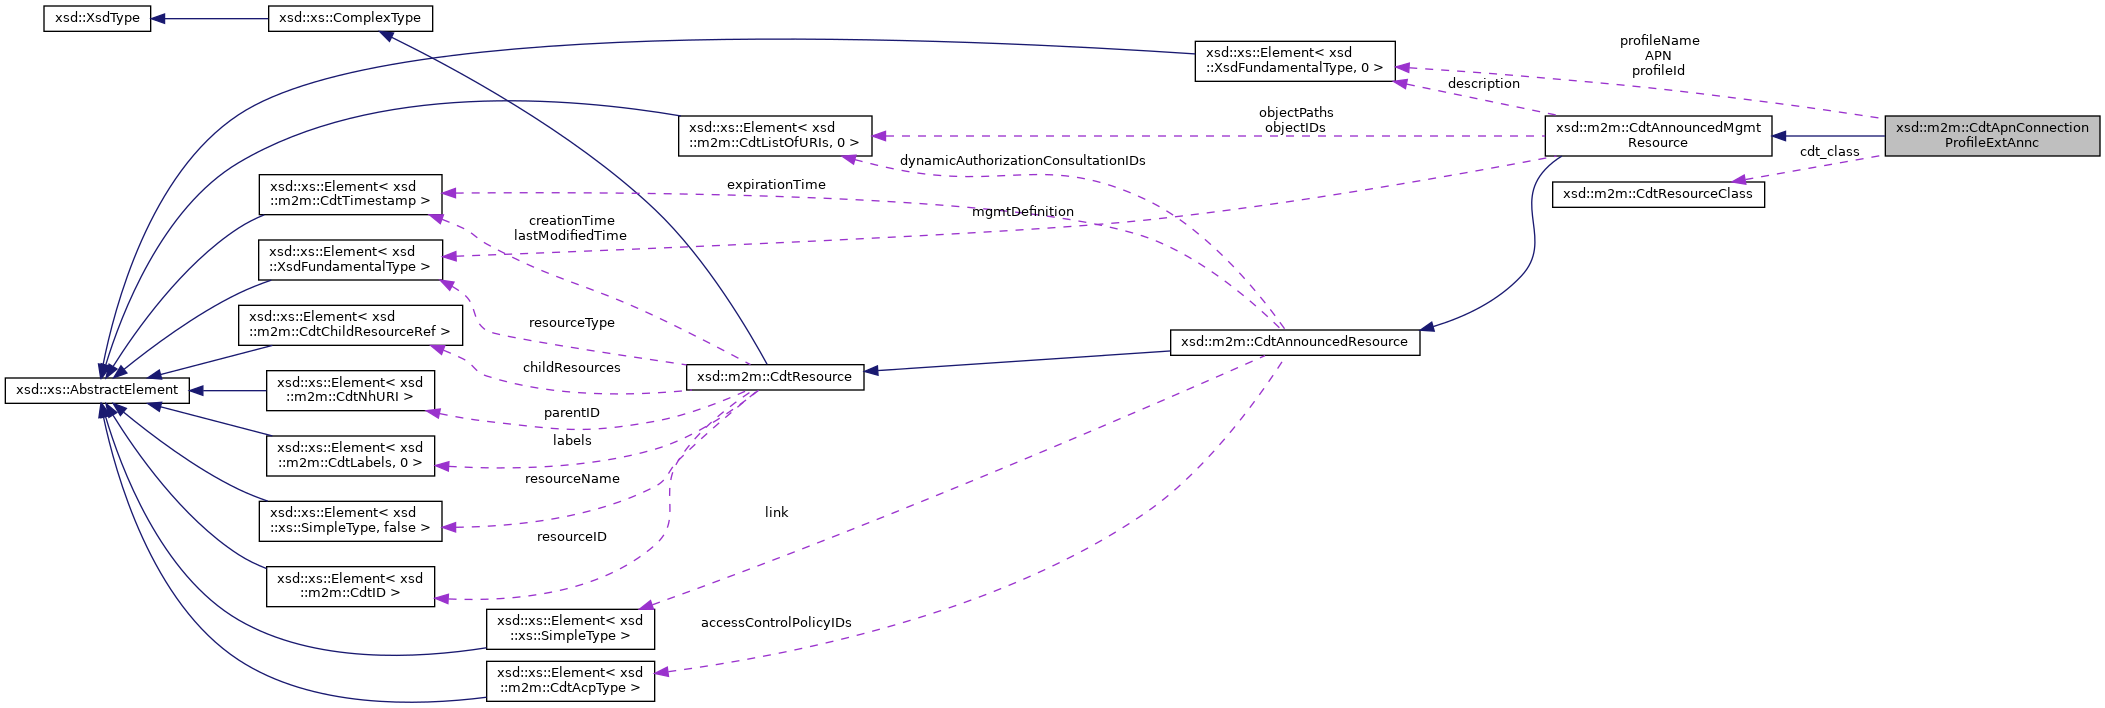 xsd::XsdType
xsd::xs::ComplexType
xsd::xs::Element< xsd
::XsdFundamentalType, 0 >
profileName
APN
profileId
description
xsd::xs::Element< xsd
::m2m::CdtListOfURIs, 0 >
objectPaths
objectIDs
xsd::m2m::CdtAnnouncedMgmt
Resource
xsd::m2m::CdtApnConnection
ProfileExtAnnc
cdt_class
xsd::m2m::CdtResourceClass
dynamicAuthorizationConsultationIDs
xsd::xs::Element< xsd
::m2m::CdtTimestamp >
expirationTime
mgmtDefinition
creationTime
lastModifiedTime
xsd::xs::Element< xsd
::XsdFundamentalType >
xsd::xs::Element< xsd
::m2m::CdtChildResourceRef >
resourceType
xsd::m2m::CdtAnnouncedResource
childResources
xsd::m2m::CdtResource
xsd::xs::AbstractElement
xsd::xs::Element< xsd
::m2m::CdtNhURI >
parentID
labels
xsd::xs::Element< xsd
::m2m::CdtLabels, 0 >
resourceName
xsd::xs::Element< xsd
::xs::SimpleType, false >
link
resourceID
xsd::xs::Element< xsd
::m2m::CdtID >
xsd::xs::Element< xsd
::xs::SimpleType >
accessControlPolicyIDs
xsd::xs::Element< xsd
::m2m::CdtAcpType >